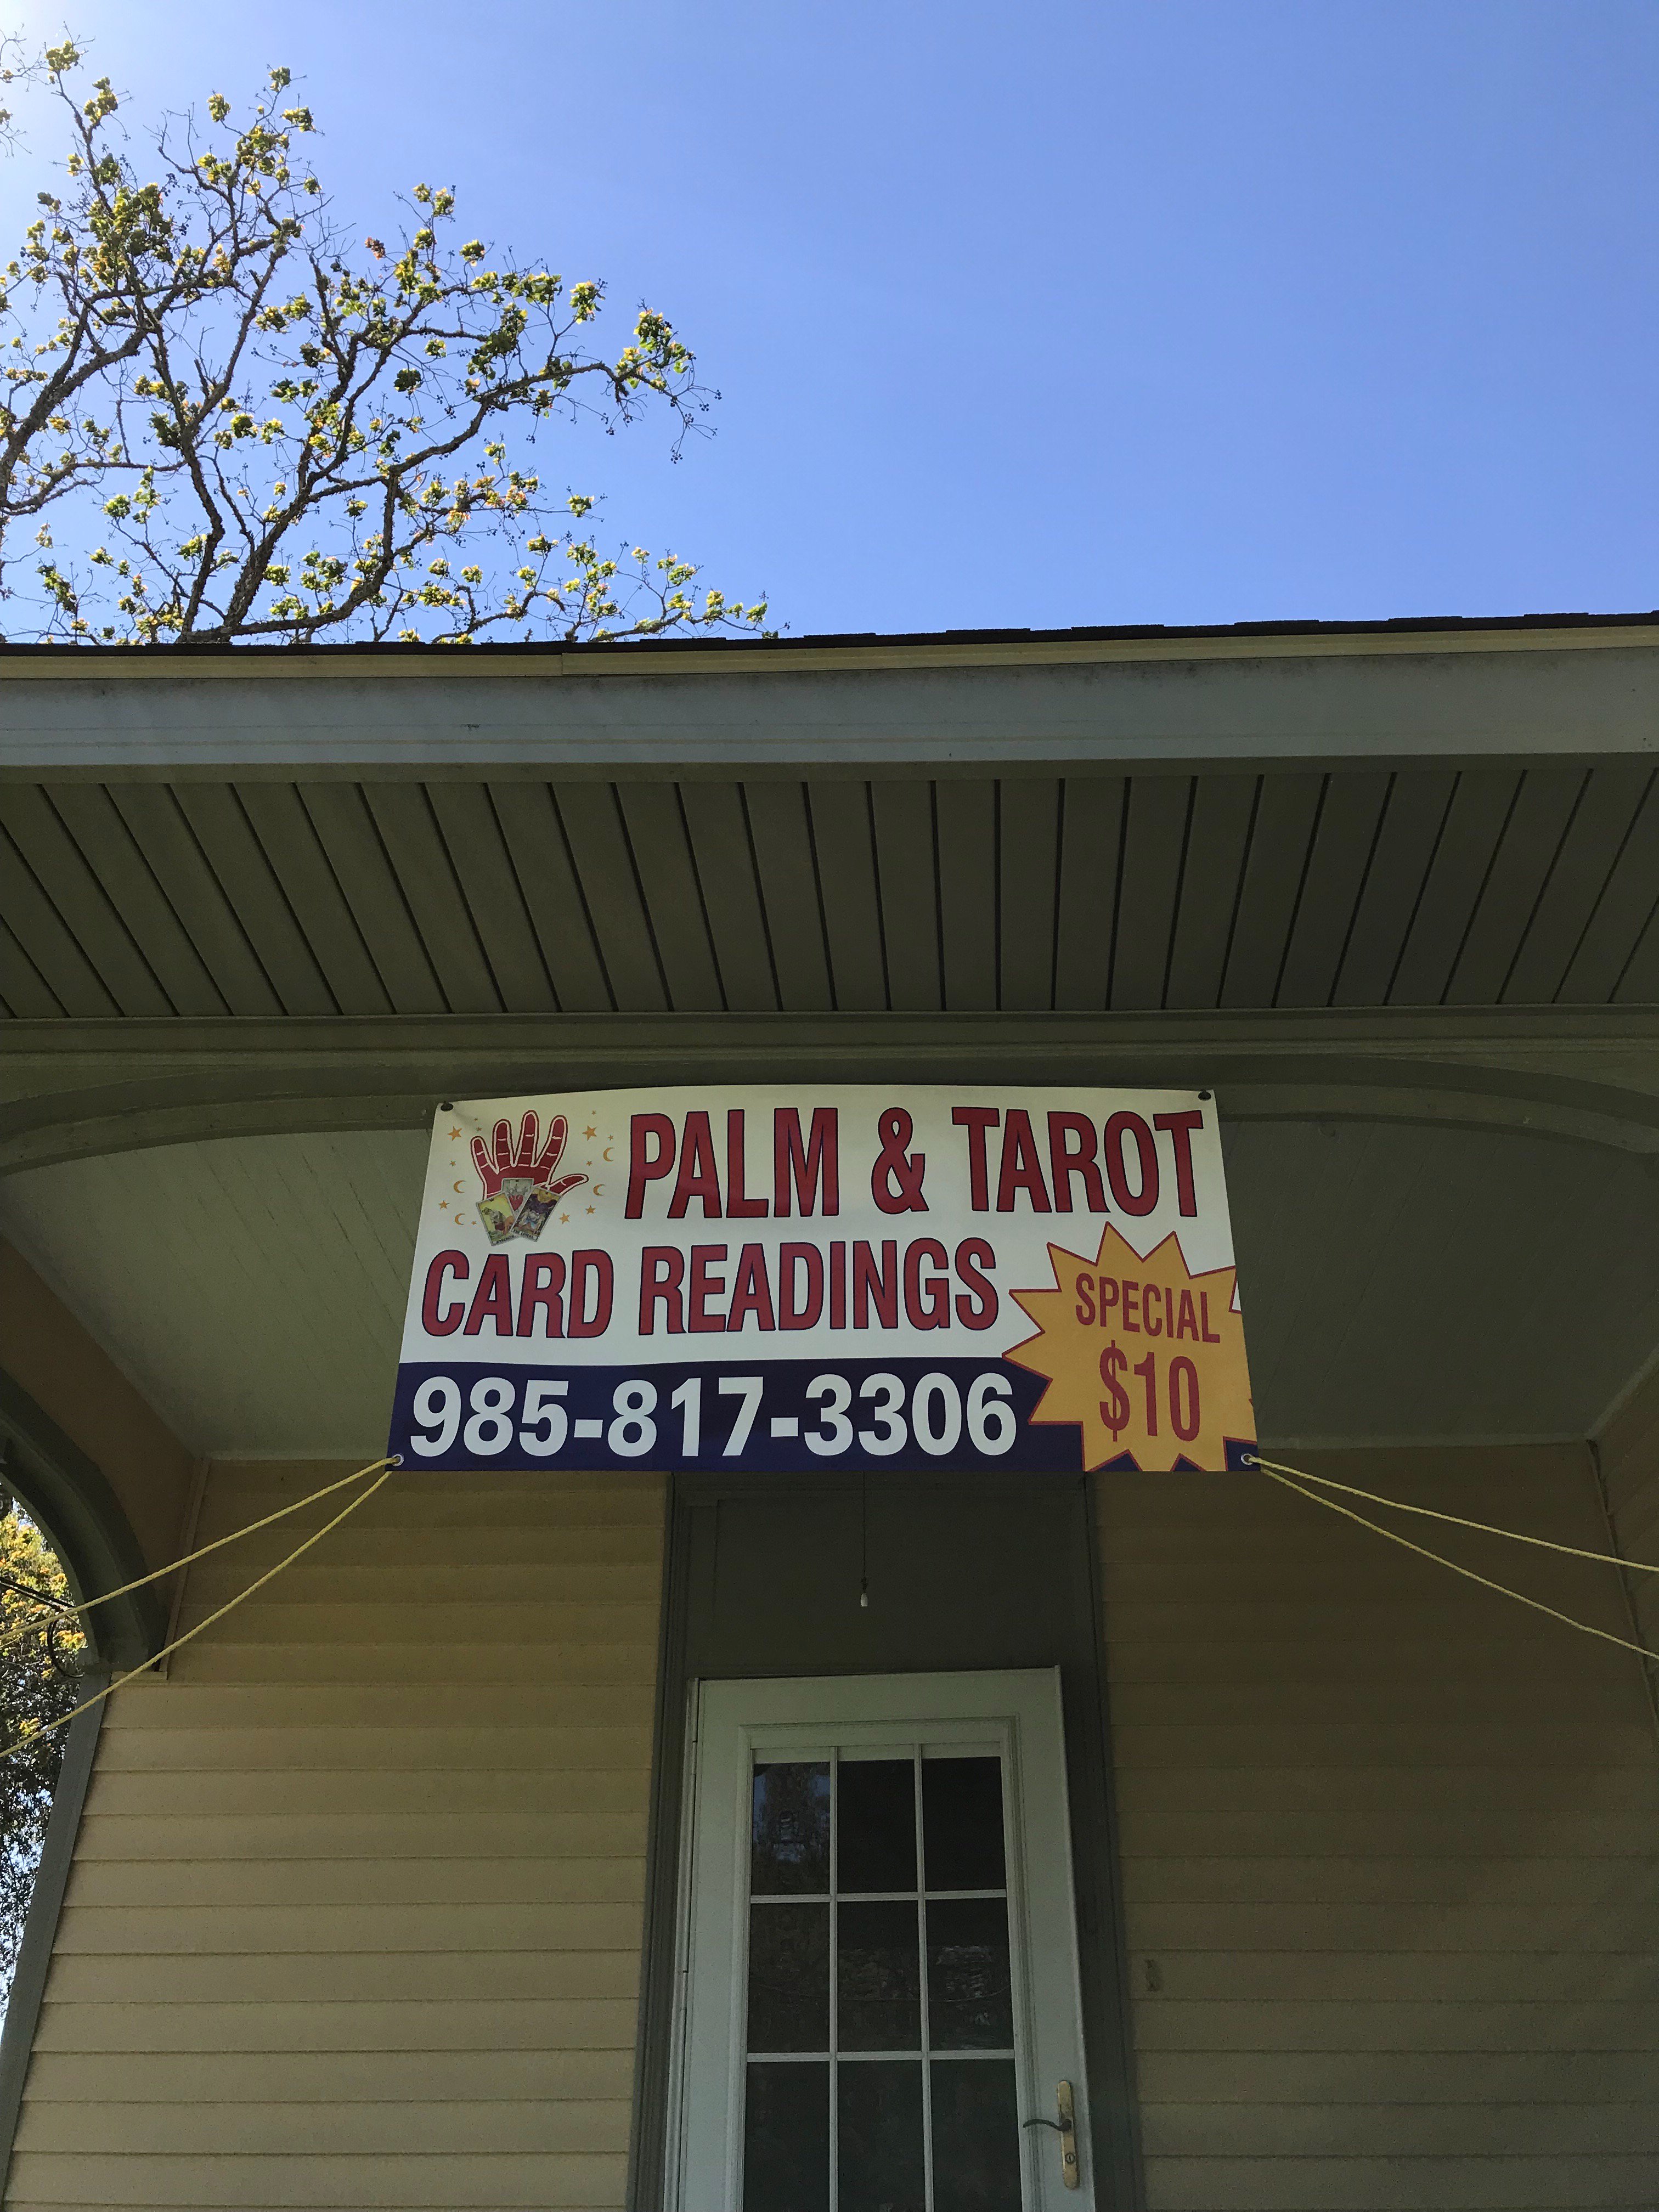 PALM & TAROT
CARD READINGS
SPECIAL
$10
985-817-3306